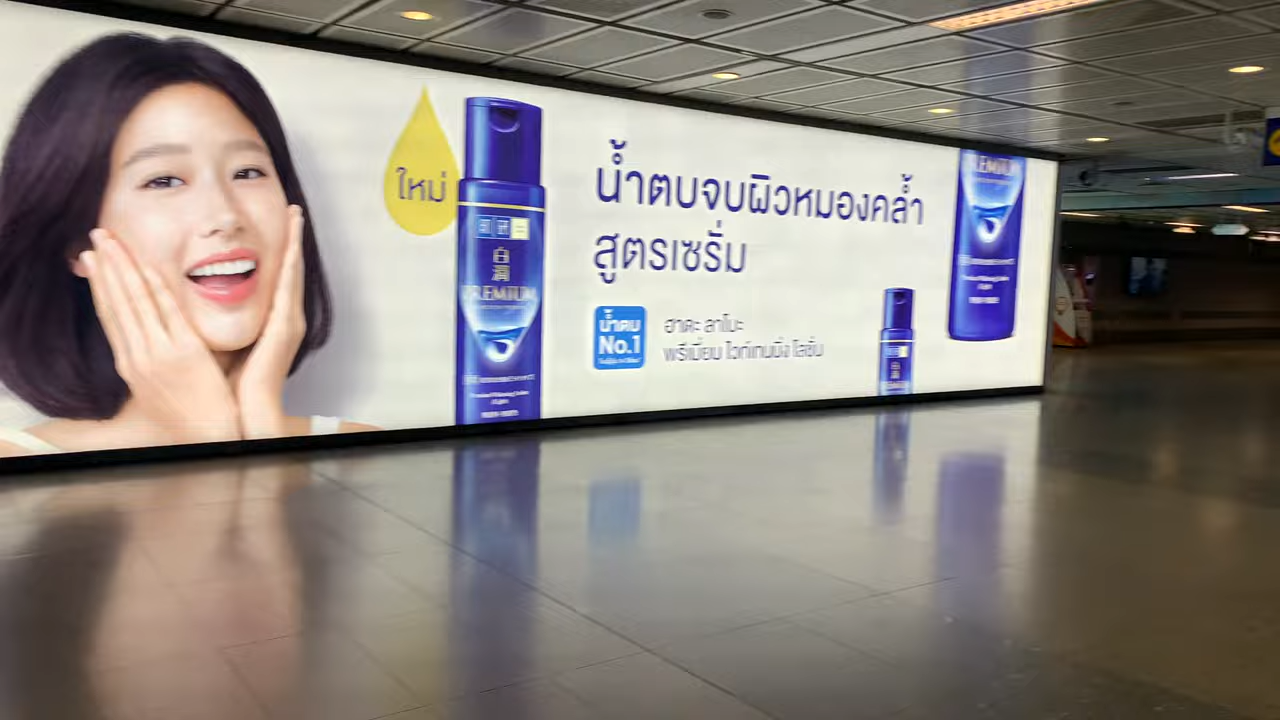 ใหม่
白
潤
PREMIUM
น้ำตบจบผิวหมองคล้ำ
สูตรเซรั่ม
น้ำตบ
No.1
ฮาดะ ลาโบะ
พรีเมี่ยม ไวท์เทนนิ่ง โลชั่น
PREMIUM